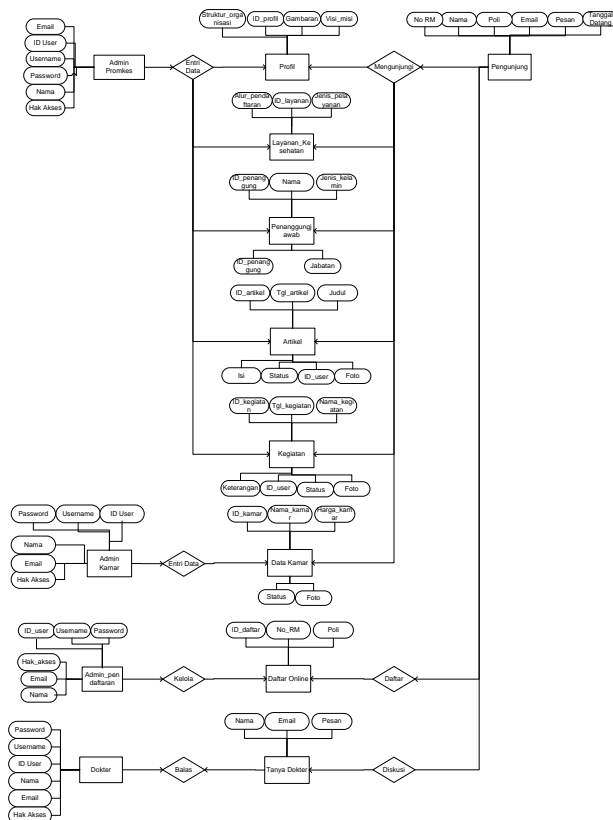 Struktur_org
anisasi
ID_profil
Gambaran
Visi_misi
No RM
Nama
Poli
Email
Pesan
Tanggal
Datang
Email
ID User
Username
Password
Nama
Hak Akses
Admin
Promkes
Entri
Data
Profil
Mengunjungi
Pengunjung
Alur_penda
ftaran
ID_layanan
Jenis_pela
yanan
Layanan_Ke
sehatan
ID_penang
gung
Nama
Jenis_kela
min
Penanggungj
awab
ID_penang
gung
Jabatan
ID_artikel
Tgl_artikel
Judul
Artikel
Isi
Status
ID_user
Foto
ID_kegiata
n
Tgl_kegiatan
Nama_kegi
atan
Kegiatan
Keterangan
ID_user
Status
Foto
Password
Username
ID User
ID_kamar
Nama_kama
r
Harga_kam
ar
Nama
Email
Hak Akses
Admin
Kamar
Entri Data
Data Kamar
Status
Foto
ID_user
Username
Password
ID_daftar
No_RM
Poli
Hak_akses
Email
Nama
Admin_pen
daftaran
Kelola
Daftar Online
Daftar
Password
Username
ID User
Nama
Email
Hak Akses
Nama
Email
Pesan
Dokter
Balas
Tanya Dokter
Diskusi